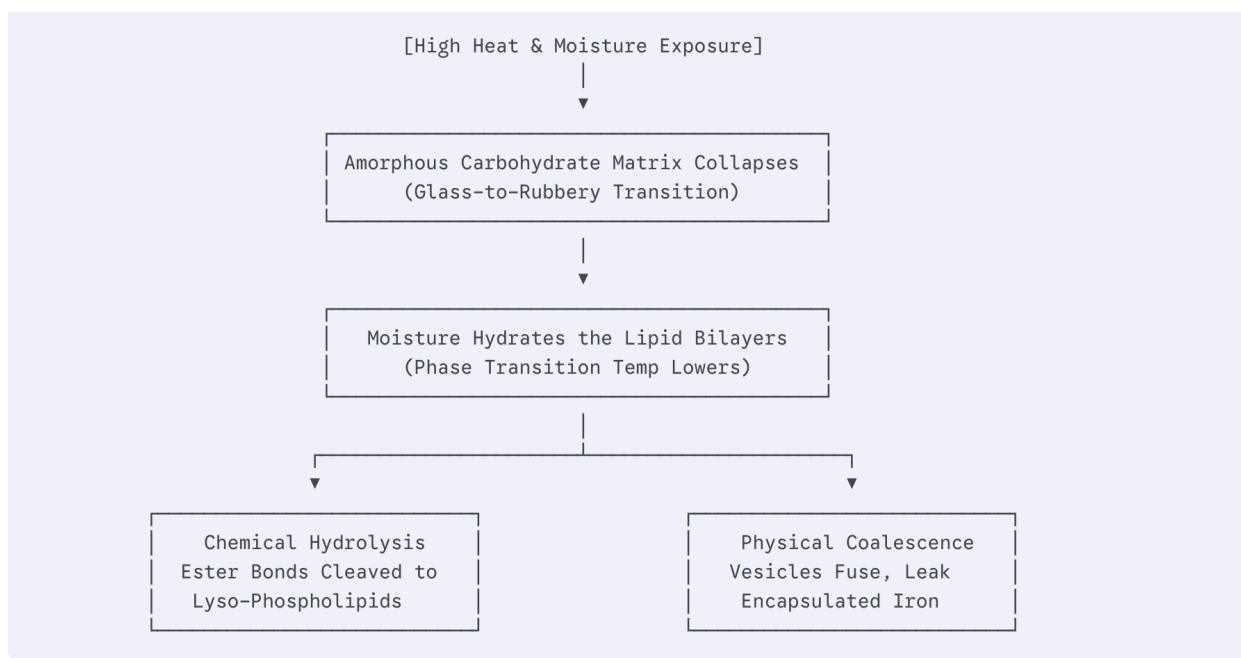 [High Heat & Moisture Exposure]
Amorphous Carbohydrate Matrix Collapses
(Glass-to-Rubbery Transition)
Moisture Hydrates the Lipid Bilayers
(Phase Transition Temp Lowers)
Chemical Hydrolysis
Ester Bonds Cleaved to
Lyso-Phospholipids
Physical Coalescence
Vesicles Fuse, Leak
Encapsulated Iron